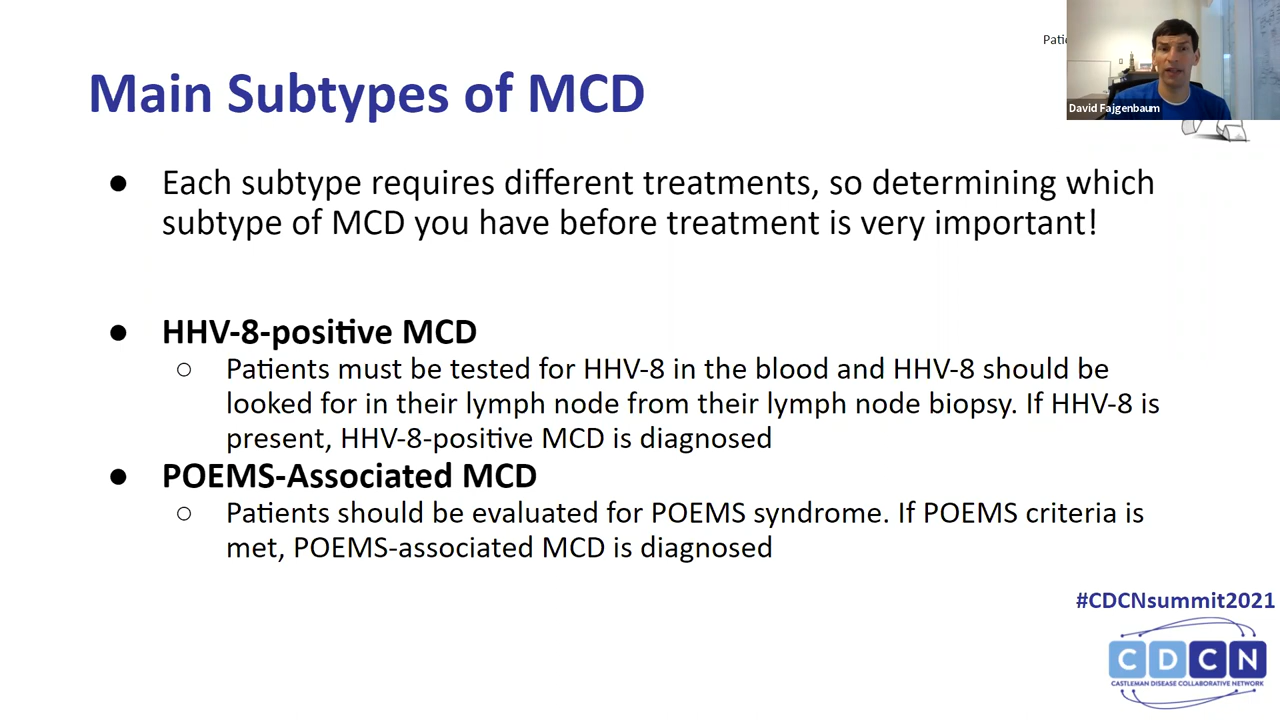 Pati
David Fajgenbaum
Main Subtypes of MCD
● Each subtype requires different treatments, so determining which
subtype of MCD you have before treatment is very important!
● HHV-8-positive MCD
○ Patients must be tested for HHV-8 in the blood and HHV-8 should be
looked for in their lymph node from their lymph node biopsy. If HHV-8 is
present, HHV-8-positive MCD is diagnosed
● POEMS-Associated MCD
○ Patients should be evaluated for POEMS syndrome. If POEMS criteria is
met, POEMS-associated MCD is diagnosed
#CDCNsummit2021
CDCN
CASTLEMAN DISEASE COLLABORATIVE NETWORK